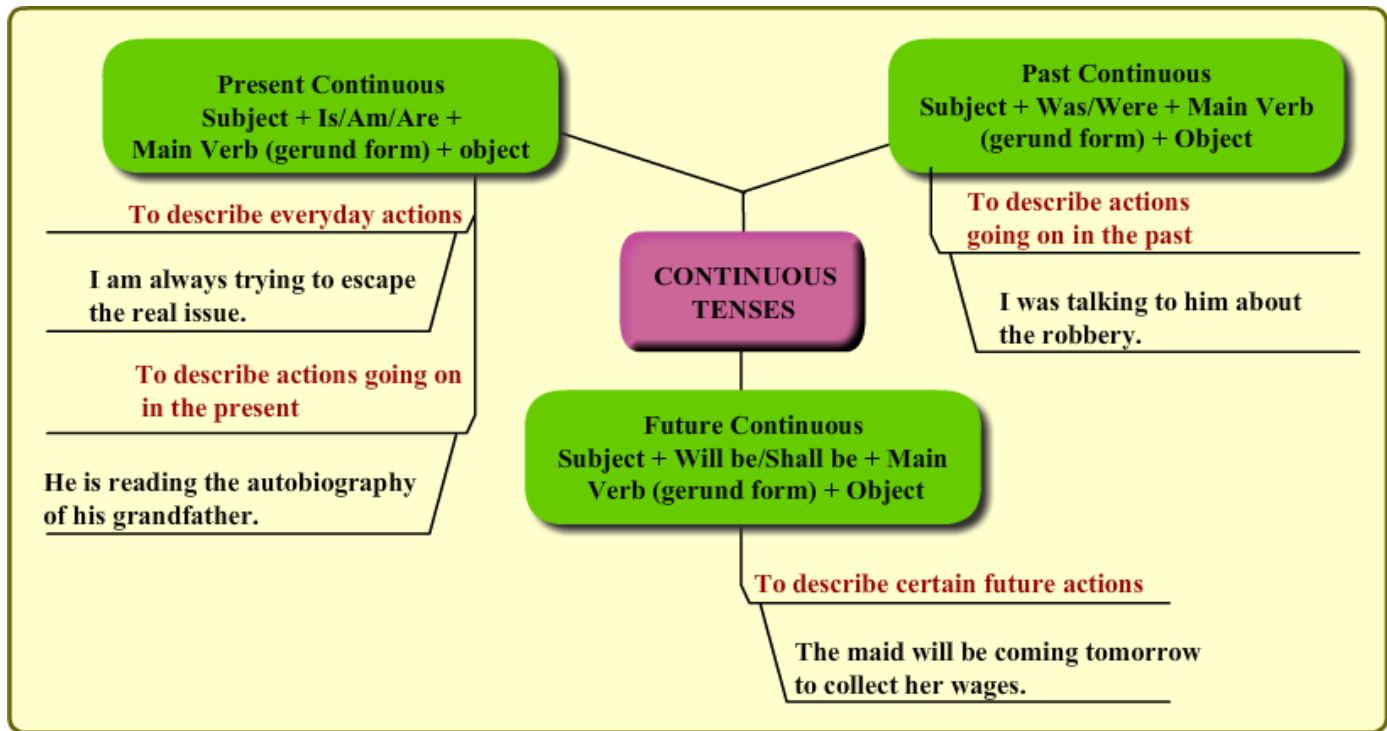 Present Continuous
Subject + Is/Am/Are +
Main Verb (gerund form) + object
To describe everyday actions
I am always trying to escape
the real issue.
To describe actions going on
in the present
He is reading the autobiography
of his grandfather.
CONTINUOUS
TENSES
Past Continuous
Subject + Was/Were + Main Verb
(gerund form) + Object
To describe actions
going on in the past
I was talking to him about
the robbery.
Future Continuous
Subject + Will be/Shall be + Main
Verb (gerund form) + Object
To describe certain future actions
The maid will be coming tomorrow
to collect her wages.